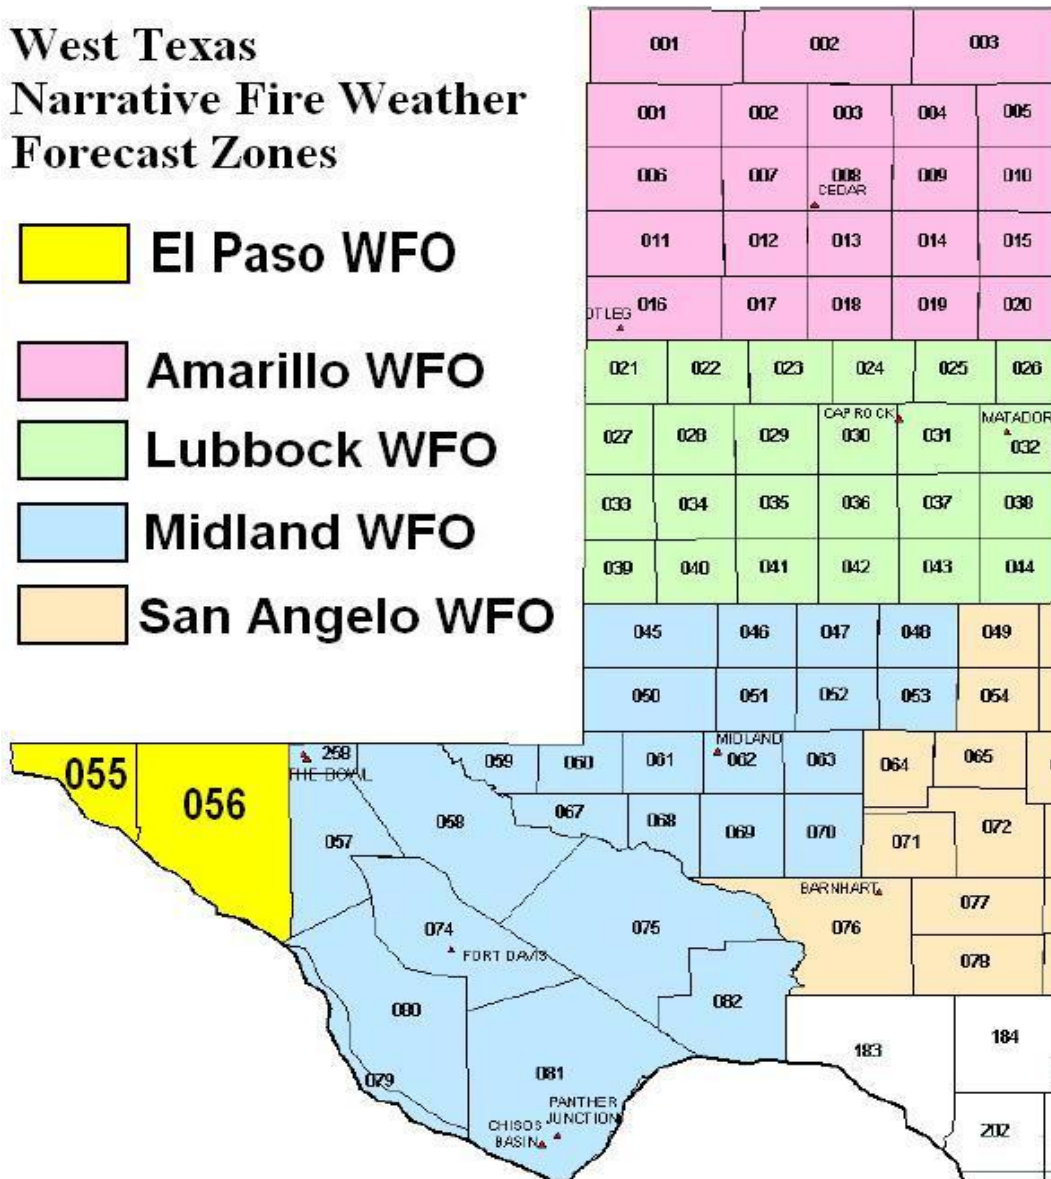 West Texas
Narrative Fire Weather
Forecast Zones
El Paso WFO
Amarillo WFO
Lubbock WFO
Midland WFO
San Angelo WFO
001 002 003
001 002 003 004 005
006 007 008 009 010
CEDAR
011 012 013 014 015
OT LEG 016 017 018 019 020
021 022 023 024 025 026
CAP ROCK MATADOR
027 028 029 030 031 032
033 034 035 036 037 038
039 040 041 042 043 044
045 046 047 048 049
050 051 052 053 054
055 056 258 059 060 061 MIDLAND 062 063 064 065
THE BOWL
057 058 067 068 069 070 071 072
BARNHART
074 075 076 077
FORT DAVIS
078
080 082
079 081 183 184
PANTHER
JUNCTION
CHISOS
BASIN
202